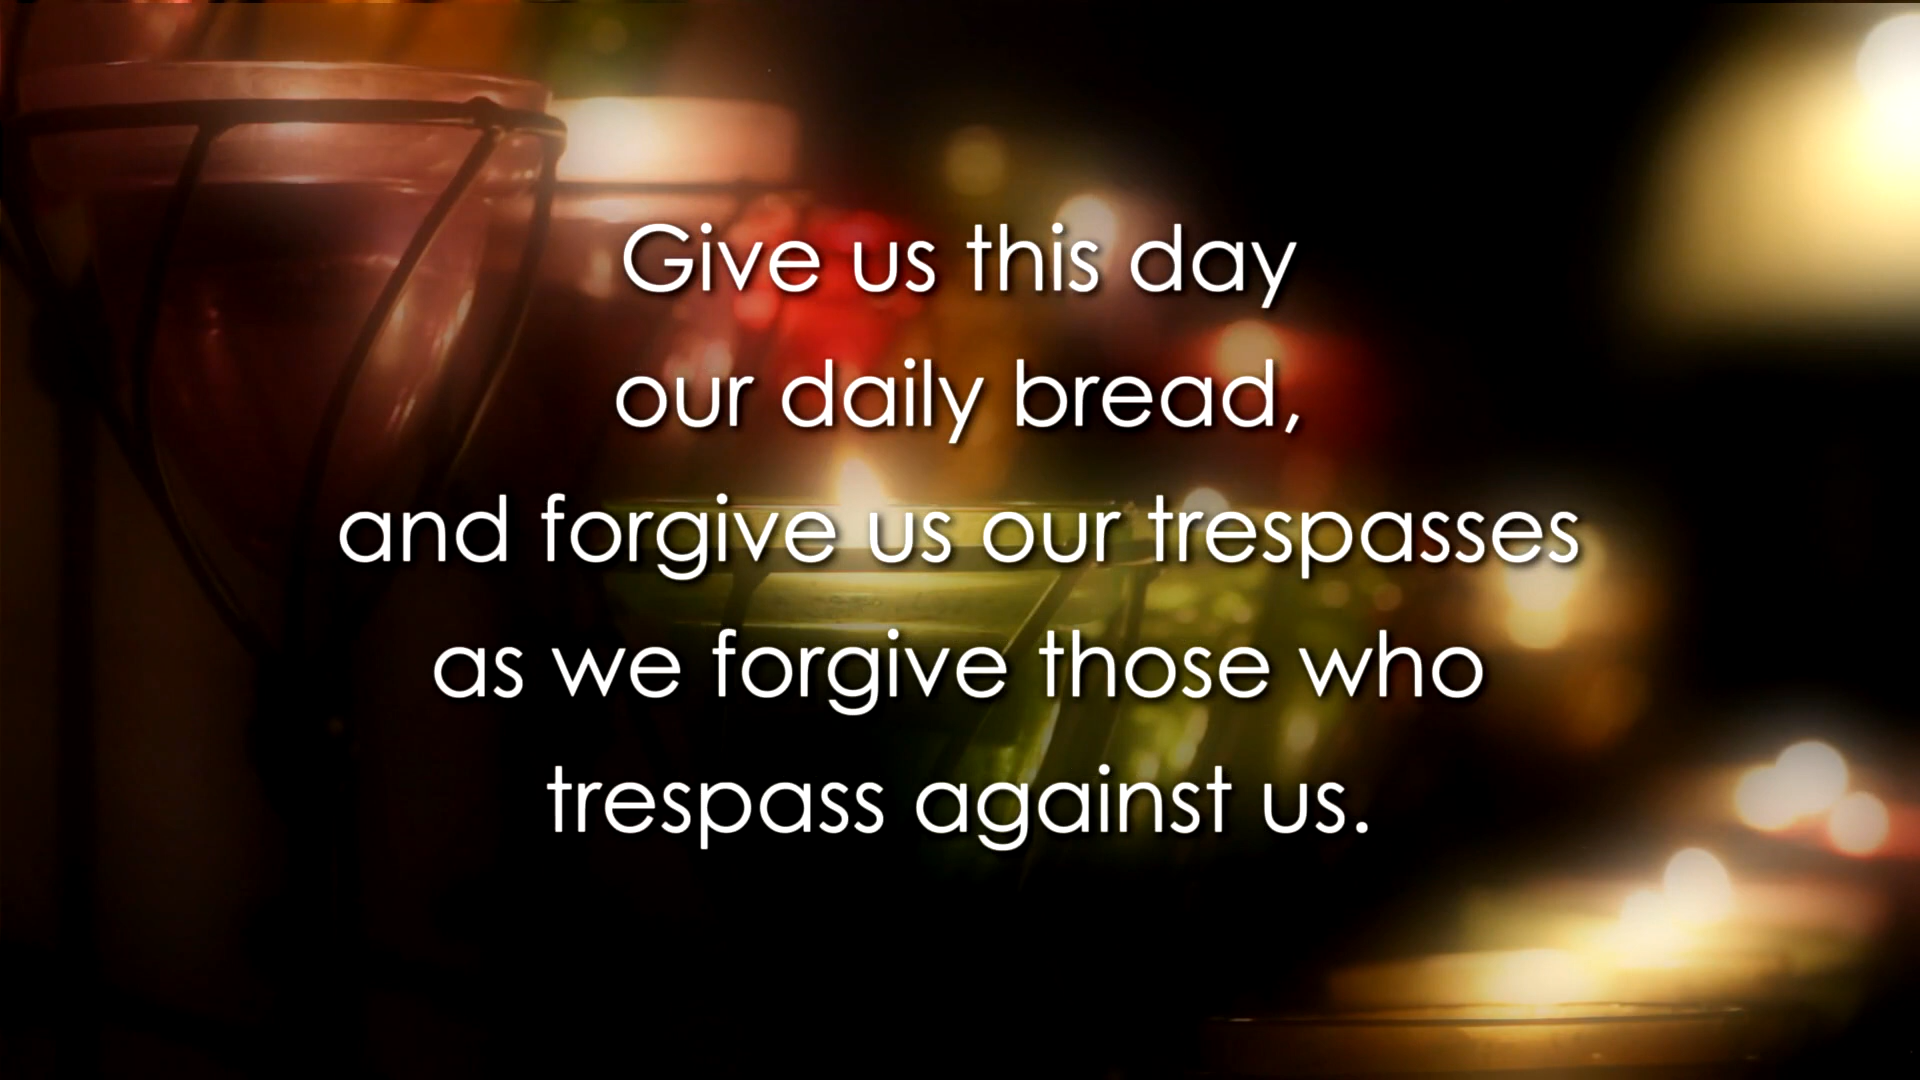 Give us this day
our daily bread,
and forgive us our trespasses
as we forgive those who
trespass against us.